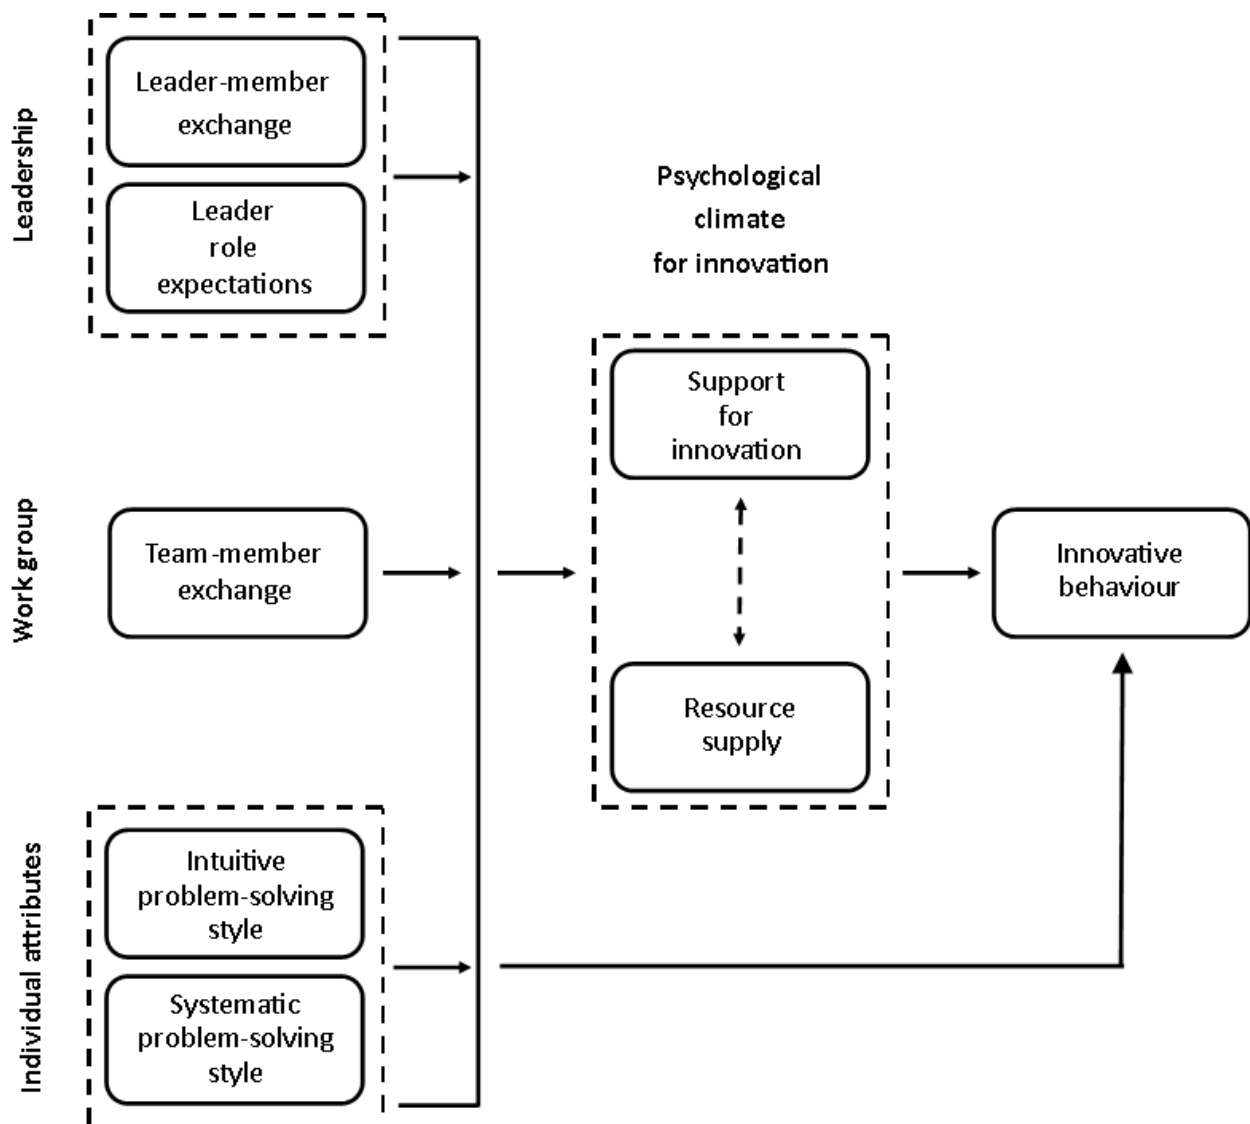 Leadership
Leader-member
exchange
Leader
role
expectations
Psychological
climate
for innovation
Support
for
innovation
Work group
Team-member
exchange
Innovative
behaviour
Resource
supply
Individual attributes
Intuitive
problem-solving
style
Systematic
problem-solving
style